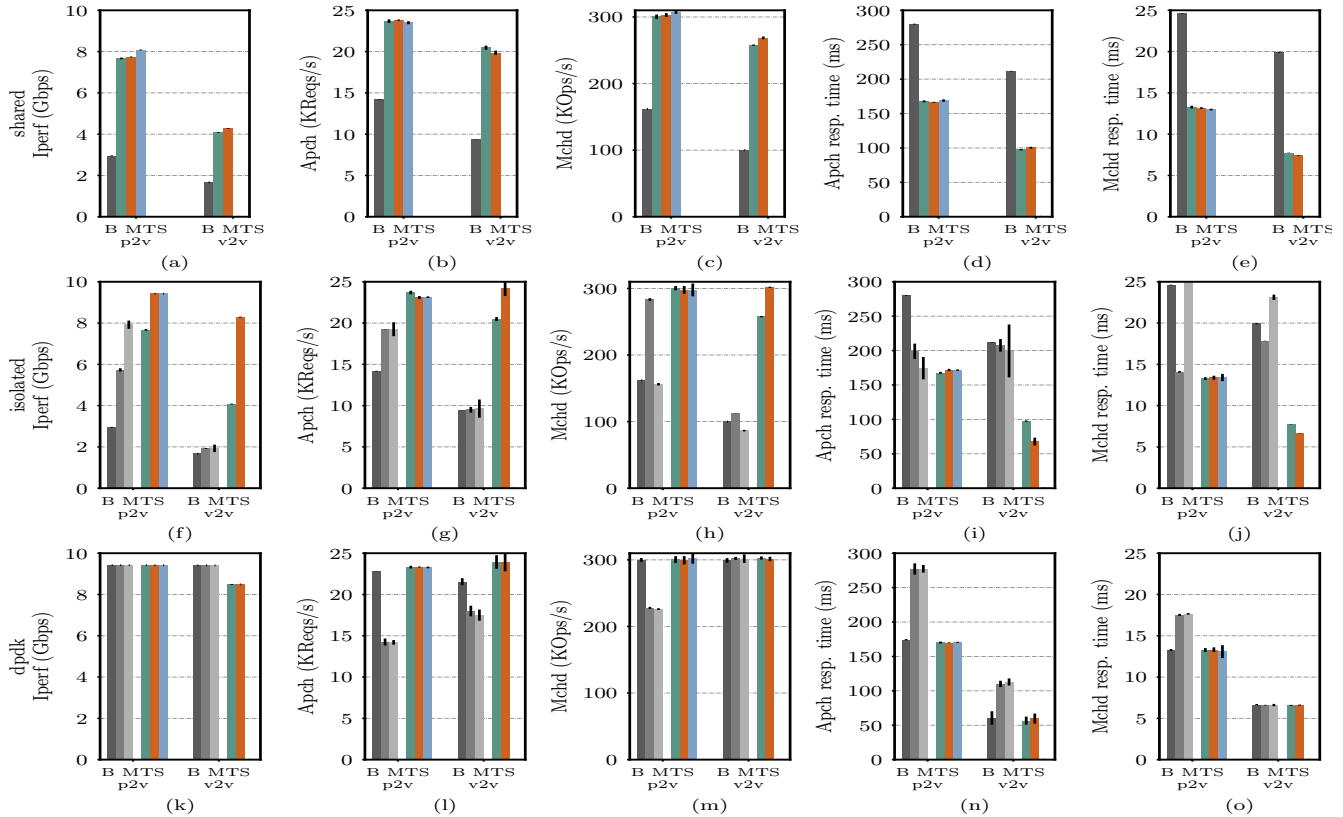 shared
Iperf (Gbps)
10
8
6
4
2
0
B MTS
p2v
B MTS
v2v
(a)
Apch (KReqs/s)
25
20
15
10
5
0
B MTS
p2v
B MTS
v2v
(b)
Mchd (KOps/s)
300
200
100
0
B MTS
p2v
B MTS
v2v
(c)
Apch resp. time (ms)
300
250
200
150
100
50
0
B MTS
p2v
B MTS
v2v
(d)
Mchd resp. time (ms)
25
20
15
10
5
0
B MTS
p2v
B MTS
v2v
(e)
isolated
Iperf (Gbps)
10
8
6
4
2
0
B MTS
p2v
B MTS
v2v
(f)
Apch (KReqs/s)
25
20
15
10
5
0
B MTS
p2v
B MTS
v2v
(g)
Mchd (KOps/s)
300
200
100
0
B MTS
p2v
B MTS
v2v
(h)
Apch resp. time (ms)
300
250
200
150
100
50
0
B MTS
p2v
B MTS
v2v
(i)
Mchd resp. time (ms)
25
20
15
10
5
0
B MTS
p2v
B MTS
v2v
(j)
dpdk
Iperf (Gbps)
10
8
6
4
2
0
B MTS
p2v
B MTS
v2v
(k)
Apch (KReqs/s)
25
20
15
10
5
0
B MTS
p2v
B MTS
v2v
(l)
Mchd (KOps/s)
300
200
100
0
B MTS
p2v
B MTS
v2v
(m)
Apch resp. time (ms)
300
250
200
150
100
50
0
B MTS
p2v
B MTS
v2v
(n)
Mchd resp. time (ms)
25
20
15
10
5
0
B MTS
p2v
B MTS
v2v
(o)